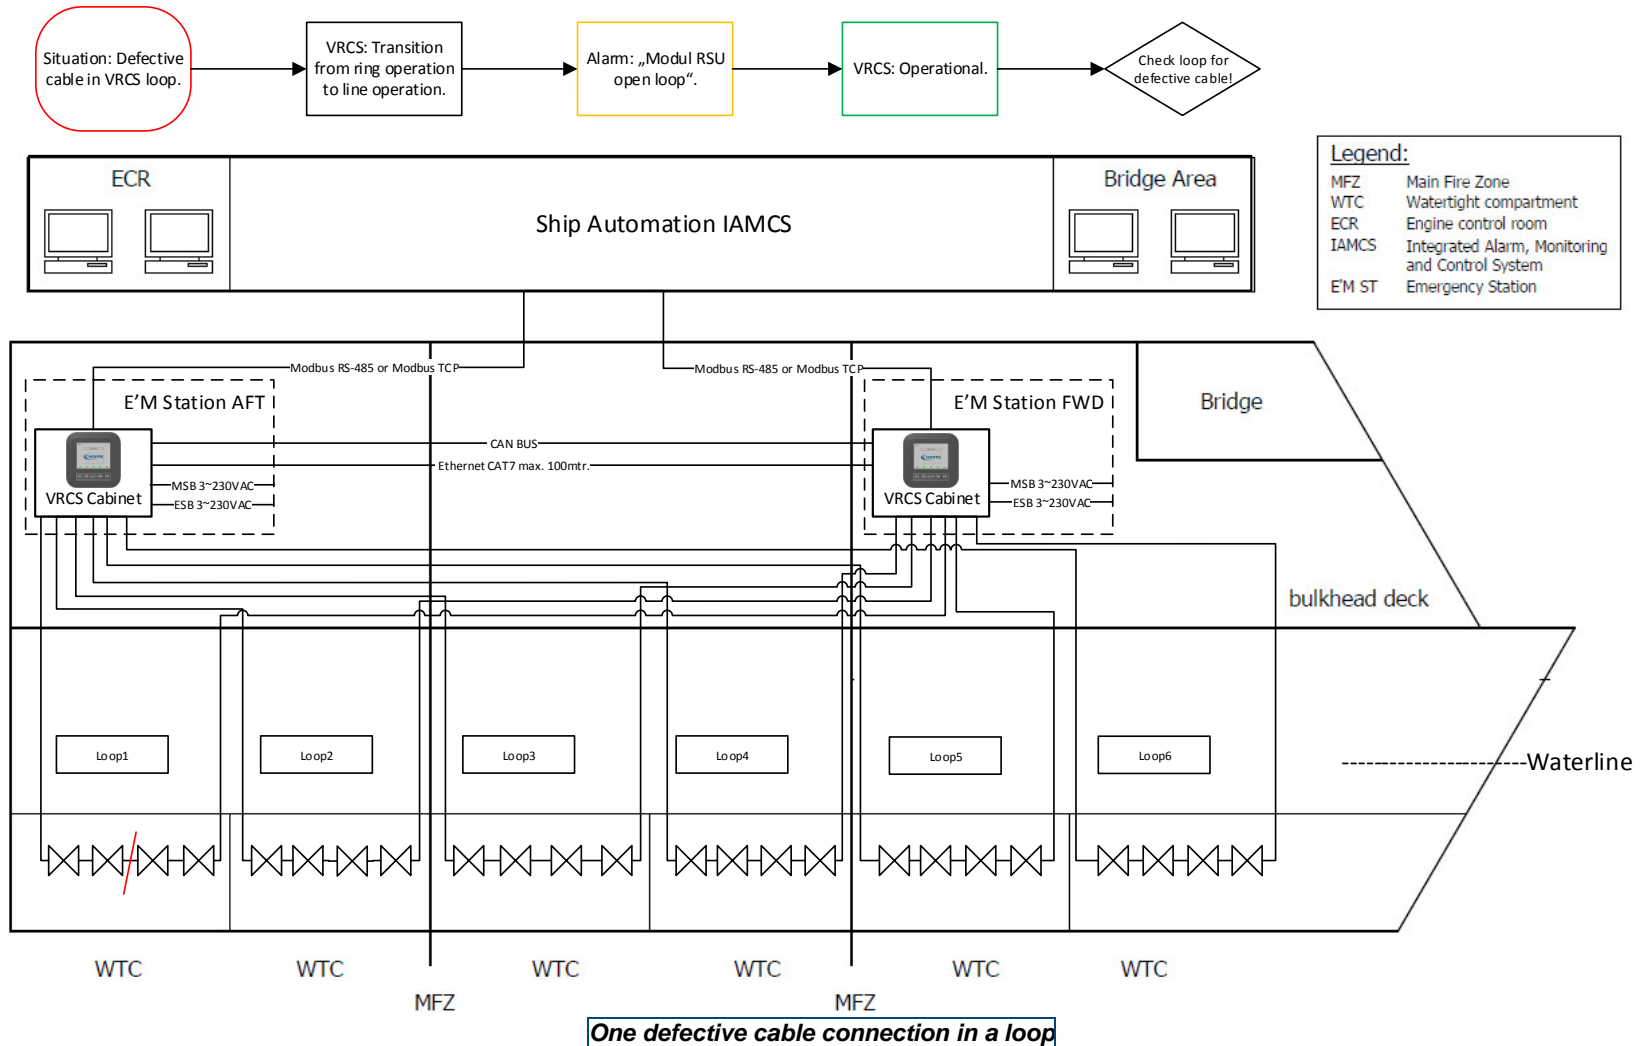 Situation: Defective
cable in VRCS loop.
VRCS: Transition
from ring operation
to line operation.
Alarm: „Modul RSU
open loop“.
VRCS: Operational.
Check loop for
defective cable!
ECR
Ship Automation IAMCS
Bridge Area
Legend:
MFZ Main Fire Zone
WTC Watertight compartment
ECR Engine control room
IAMCS Integrated Alarm, Monitoring
and Control System
E'M ST Emergency Station
Modbus RS-485 or Modbus TCP
Modbus RS-485 or Modbus TCP
E’M Station AFT
E’M Station FWD
Bridge
HOPPE
HOPPE
CAN BUS
Ethernet CAT7 max. 100mtr.
MSB 3~230VAC
ESB 3~230VAC
VRCS Cabinet
MSB 3~230VAC
ESB 3~230VAC
VRCS Cabinet
bulkhead deck
Loop1
Loop2
Loop3
Loop4
Loop5
Loop6
Waterline
WTC
WTC
WTC
WTC
WTC
WTC
MFZ
MFZ
One defective cable connection in a loop